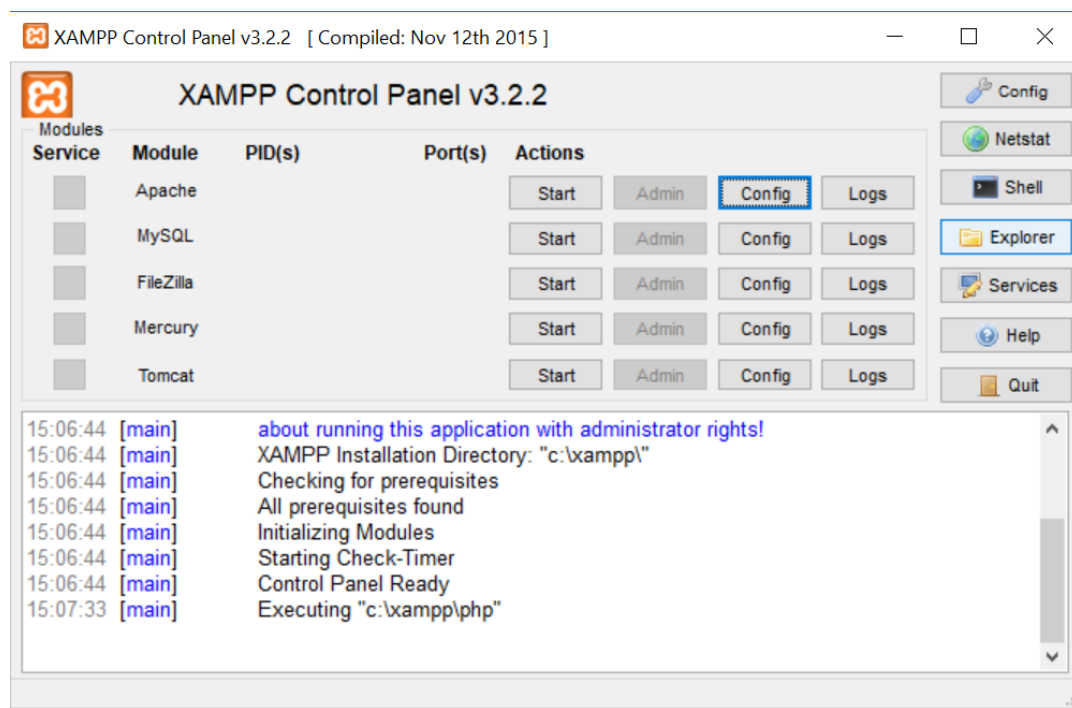 XAMPP Control Panel v3.2.2 [ Compiled: Nov 12th 2015 ]
XAMPP Control Panel v3.2.2
Config
Modules
Service Module PID(s) Port(s) Actions
Netstat
Apache Start Admin Config Logs
Shell
MySQL Start Admin Config Logs
Explorer
FileZilla Start Admin Config Logs
Services
Mercury Start Admin Config Logs
Help
Tomcat Start Admin Config Logs
Quit
15:06:44 [main] about running this application with administrator rights!
15:06:44 [main] XAMPP Installation Directory: "c:\xampp\"
15:06:44 [main] Checking for prerequisites
15:06:44 [main] All prerequisites found
15:06:44 [main] Initializing Modules
15:06:44 [main] Starting Check-Timer
15:06:44 [main] Control Panel Ready
15:07:33 [main] Executing "c:\xampp\php"